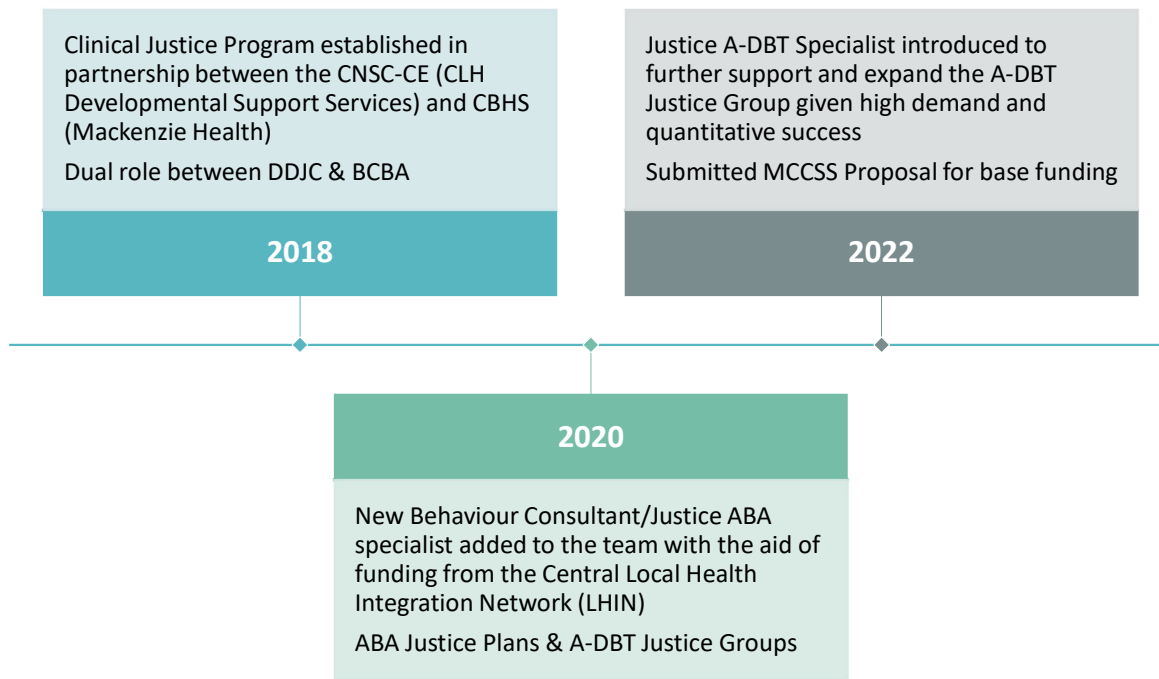 Clinical Justice Program established in
partnership between the CNSC-CE (CLH
Developmental Support Services) and CBHS
(Mackenzie Health)
Dual role between DDJC & BCBA
2018
New Behaviour Consultant/Justice ABA
specialist added to the team with the aid of
funding from the Central Local Health
Integration Network (LHIN)
ABA Justice Plans & A-DBT Justice Groups
2020
Justice A-DBT Specialist introduced to
further support and expand the A-DBT
Justice Group given high demand and
quantitative success
Submitted MCCSS Proposal for base funding
2022